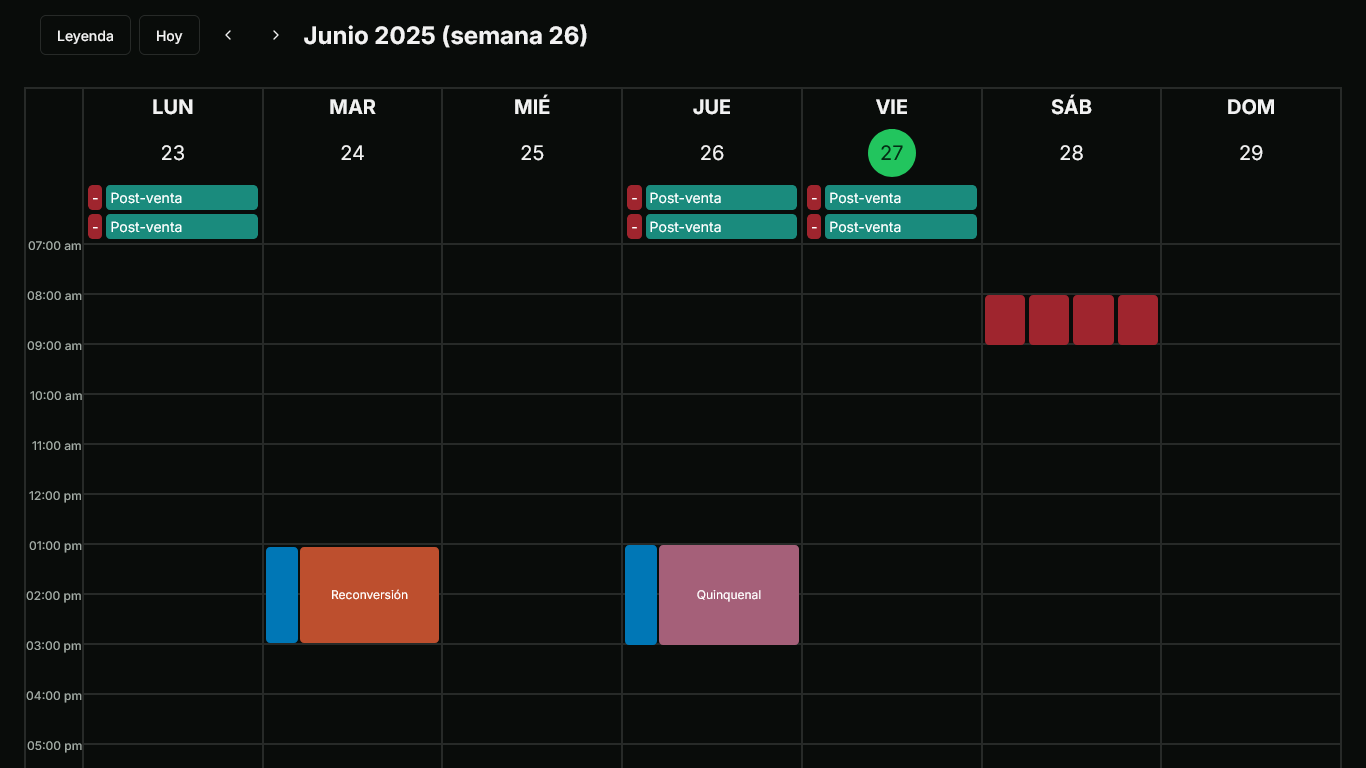 Leyenda Hoy Junio 2025 (semana 26)
LUN MAR MIÉ JUE VIE SÁB DOM
23 24 25 26 27 28 29
- Post-venta - Post-venta - Post-venta
- Post-venta - Post-venta - Post-venta
07:00 am
08:00 am
09:00 am
10:00 am
11:00 am
12:00 pm
01:00 pm
02:00 pm Reconversión Quinquenal
03:00 pm
04:00 pm
05:00 pm